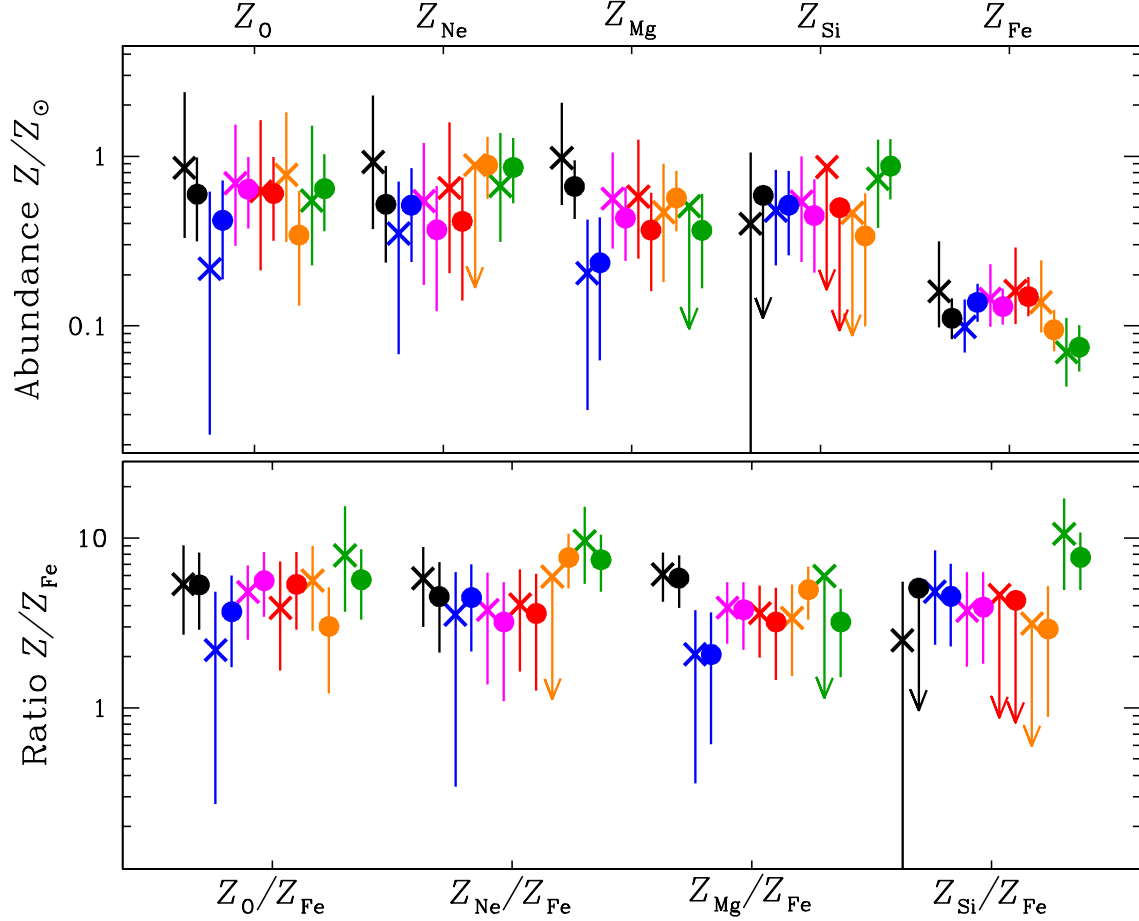 Z_O Z_Ne Z_Mg Z_Si Z_Fe
Abundance Z/Z⊙
1
0.1
Ratio Z/Z_Fe
10
1
Z_O/Z_Fe Z_Ne/Z_Fe Z_Mg/Z_Fe Z_Si/Z_Fe